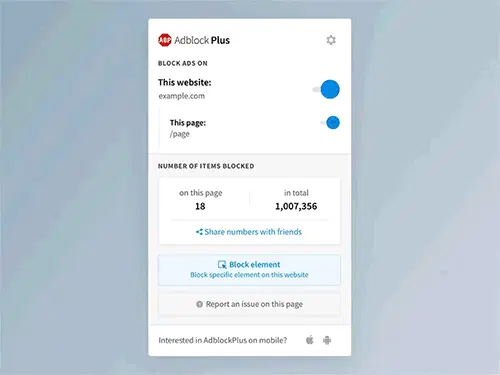 ABP Adblock Plus
BLOCK ADS ON
This website:
example.com
This page:
/page
NUMBER OF ITEMS BLOCKED
on this page in total
18 1,007,356
Share numbers with friends
Block element
Block specific element on this website
Report an issue on this page
Interested in AdblockPlus on mobile?